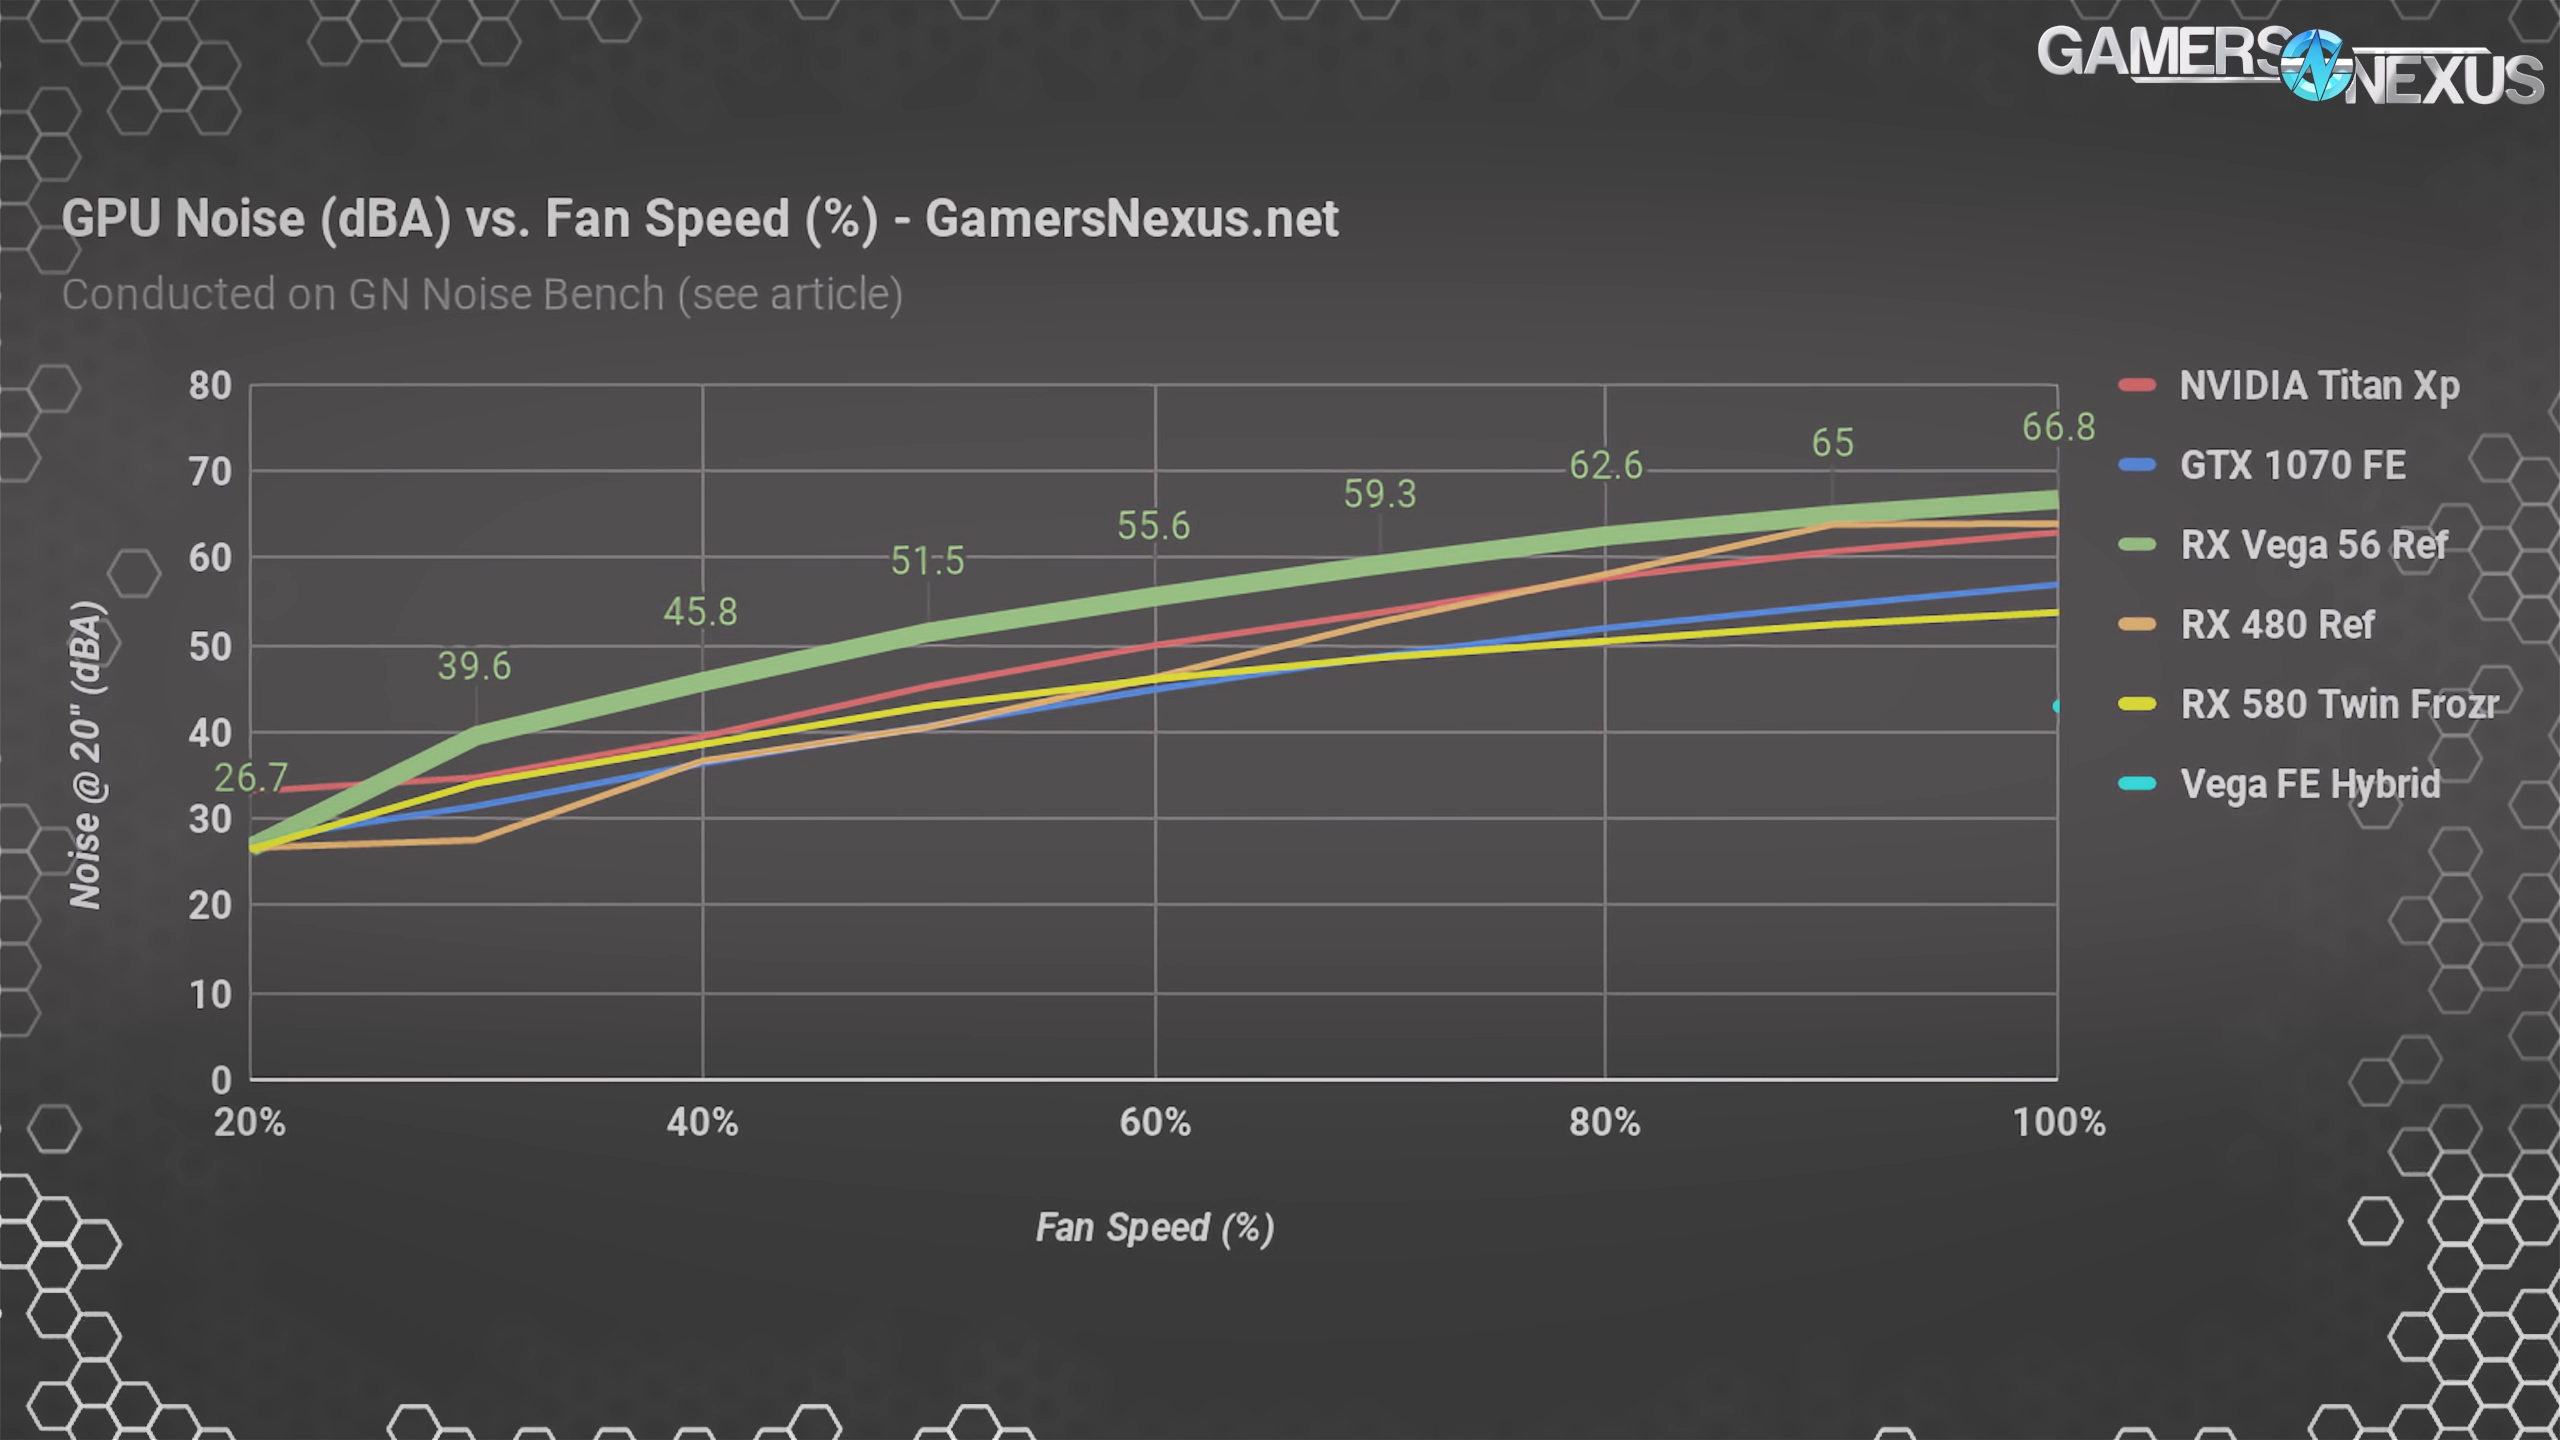 GAMERS NEXUS
GPU Noise (dBA) vs. Fan Speed (%) - GamersNexus.net
Conducted on GN Noise Bench (see article)
Noise @ 20" (dBA)
80
70
60
50
40
30
20
10
0
26.7
39.6
45.8
51.5
55.6
59.3
62.6
65
66.8
20%
40%
60%
80%
100%
Fan Speed (%)
NVIDIA Titan Xp
GTX 1070 FE
RX Vega 56 Ref
RX 480 Ref
RX 580 Twin Frozr
Vega FE Hybrid